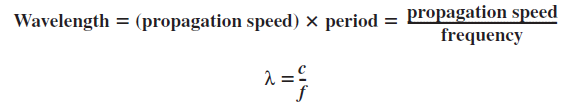 Wavelength = (propagation speed) × period = propagation speed / frequency
λ = c / f